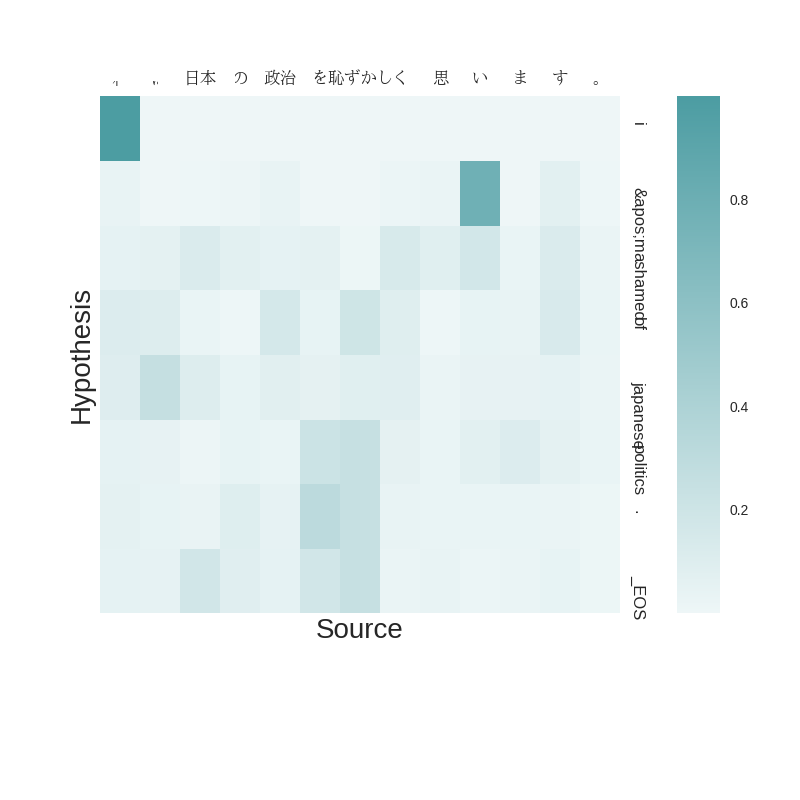 日本 の 政治 を恥ずかしく 思 い ま す 。
i
&apos;m
ashamed
of
japanese
politics
.
_EOS
Hypothesis
Source
0.8
0.6
0.4
0.2